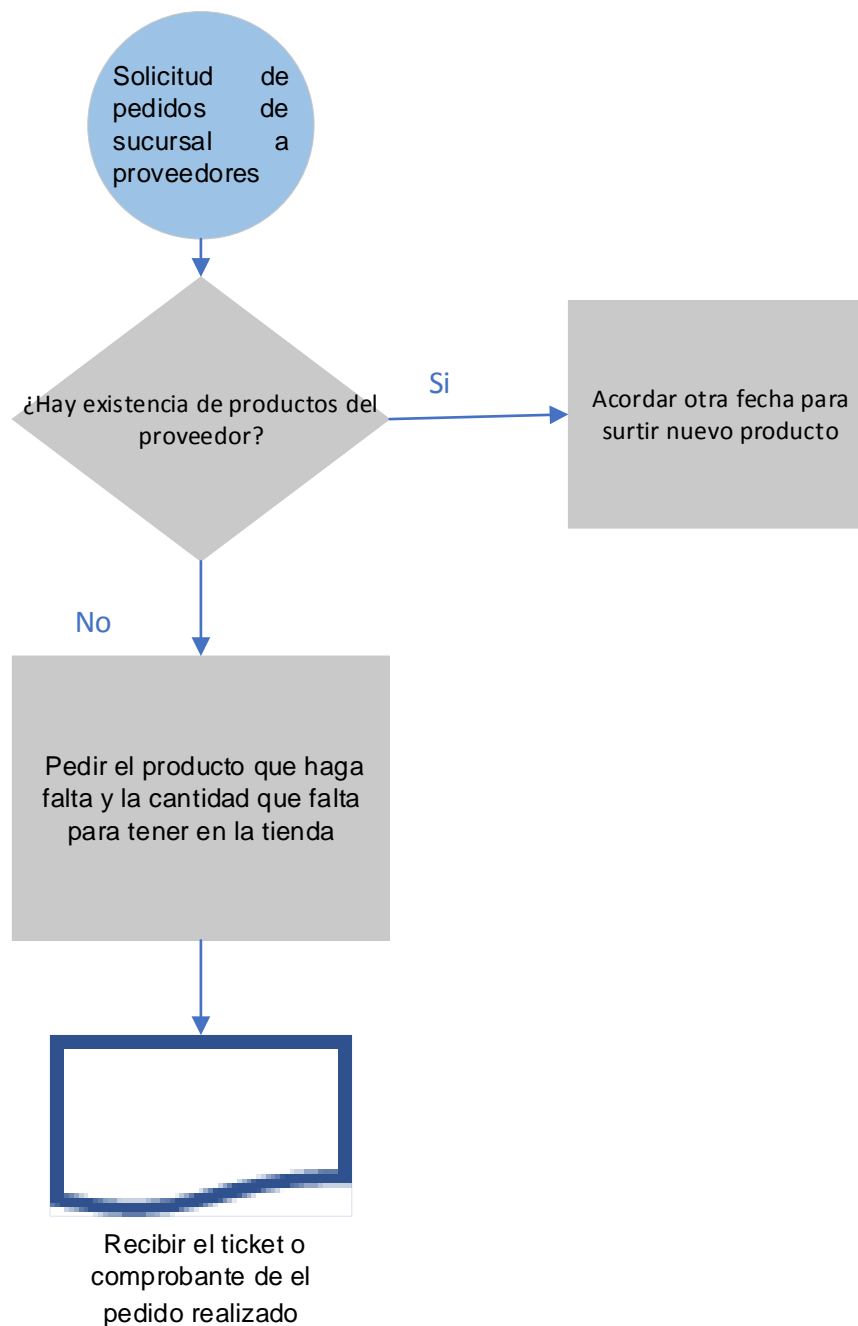 Solicitud de
pedidos de
sucursal a
proveedores
¿Hay existencia de productos del
proveedor?
Si
Acordar otra fecha para
surtir nuevo producto
No
Pedir el producto que haga
falta y la cantidad que falta
para tener en la tienda
Recibir el ticket o
comprobante de el
pedido realizado